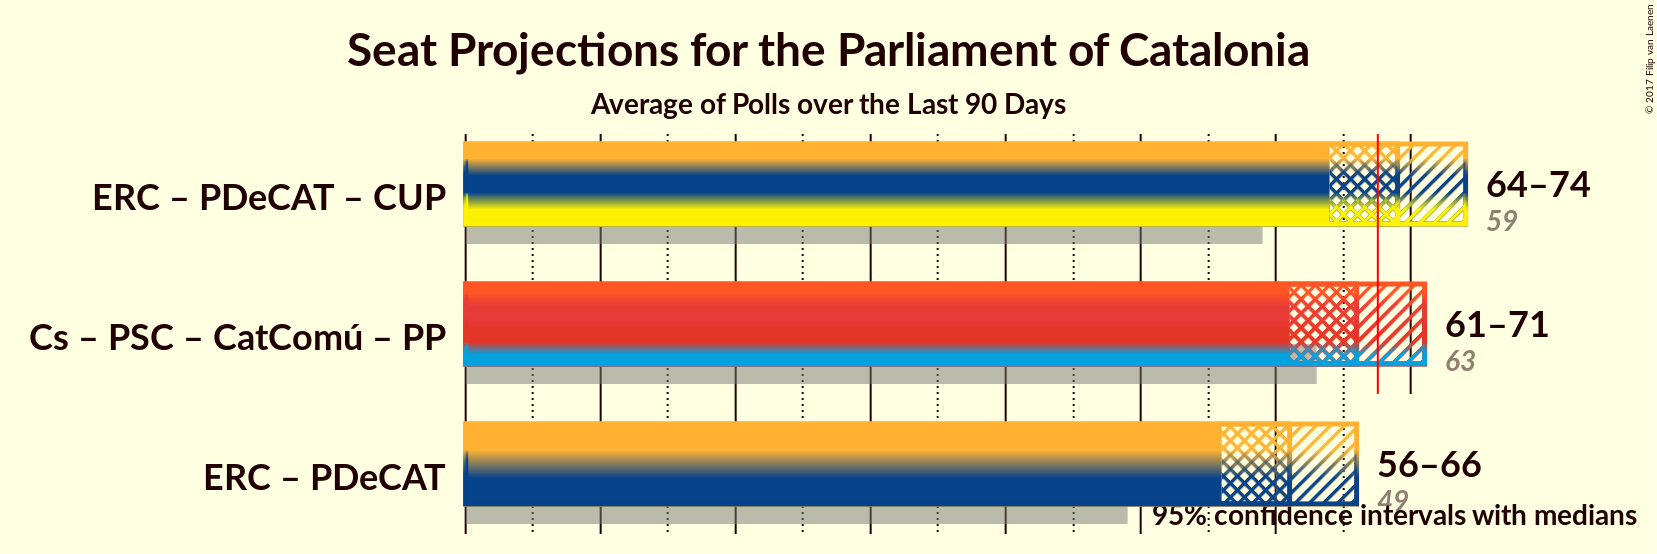 Seat Projections for the Parliament of Catalonia
Average of Polls over the Last 90 Days
© 2017 Filip van Laenen
ERC – PDeCAT – CUP
64–74
59
Cs – PSC – CatComú – PP
61–71
63
ERC – PDeCAT
56–66
49
95% confidence intervals with medians